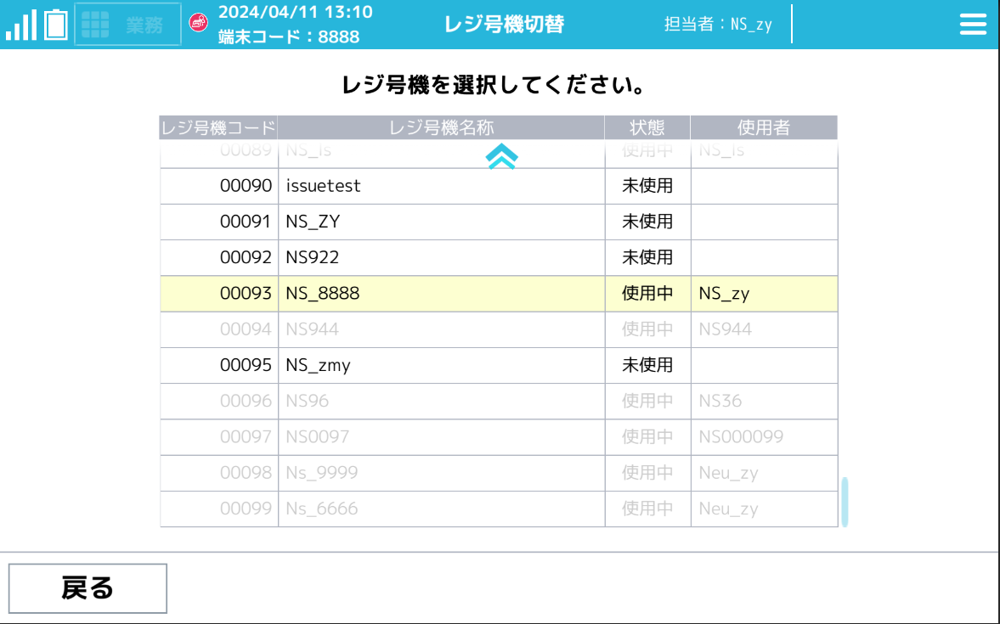 業務
2024/04/11 13:10
端末コード：8888
レジ号機切替
担当者：NS_zy
レジ号機を選択してください。
レジ号機コード レジ号機名称 状態 使用者
00089 NS_ls 使用中 NS_ls
00090 issuetest 未使用
00091 NS_ZY 未使用
00092 NS922 未使用
00093 NS_8888 使用中 NS_zy
00094 NS944 使用中 NS944
00095 NS_zmy 未使用
00096 NS96 使用中 NS36
00097 NS0097 使用中 NS000099
00098 Ns_9999 使用中 Neu_zy
00099 Ns_6666 使用中 Neu_zy
戻る